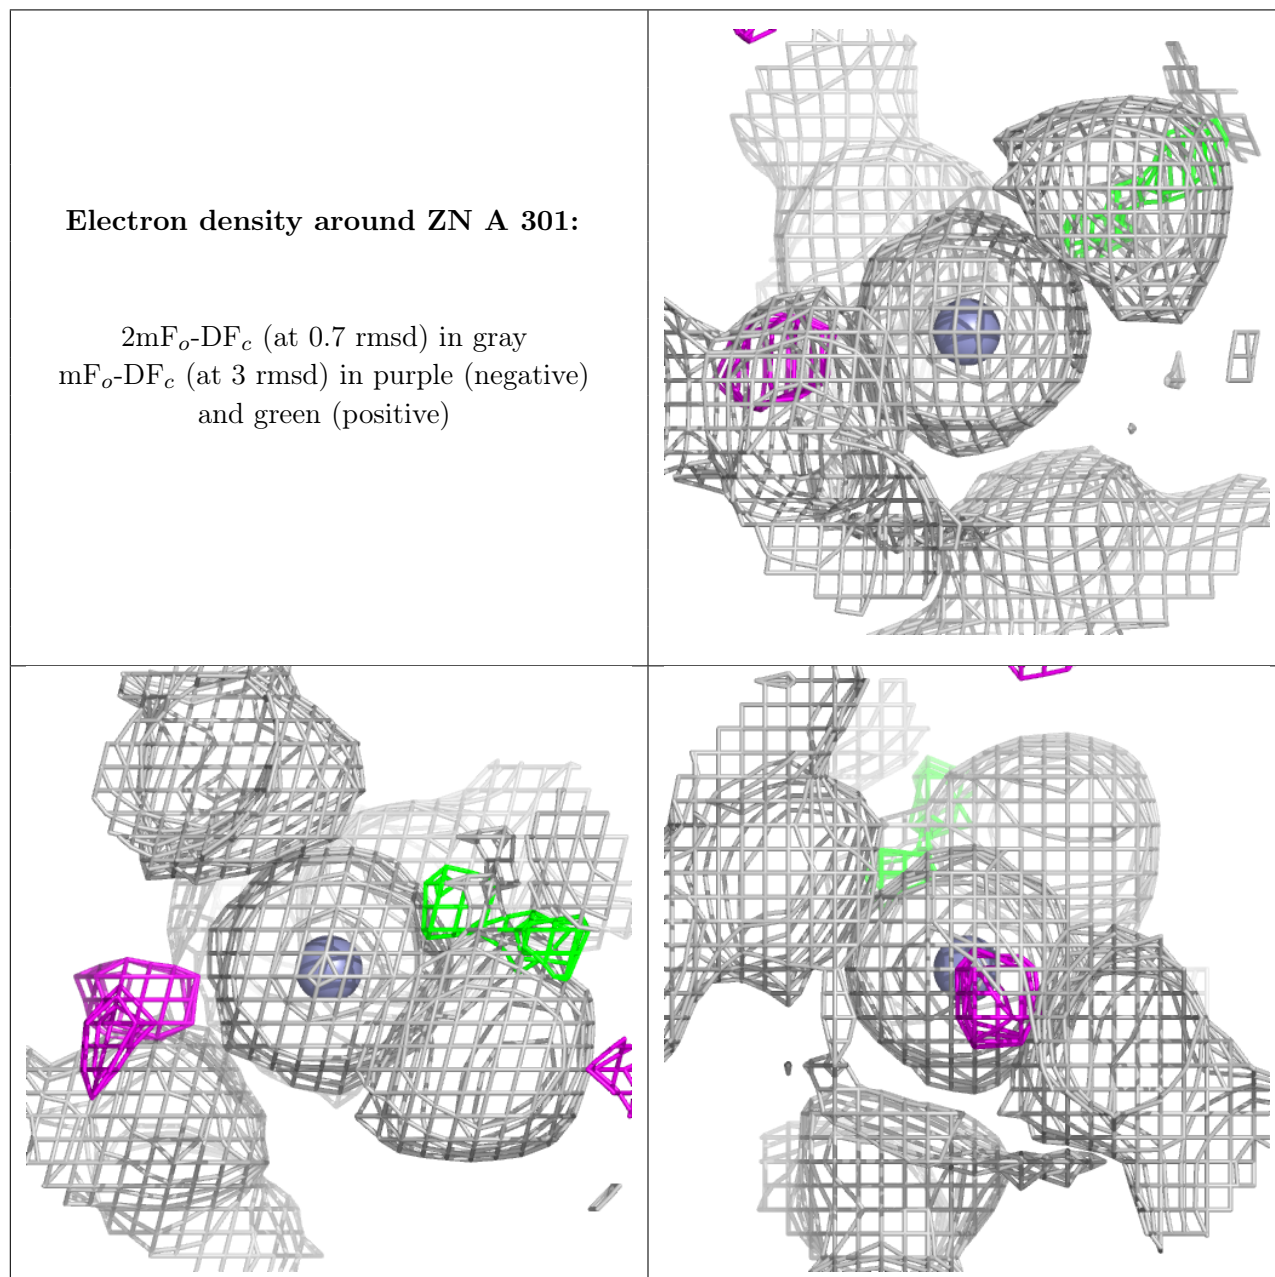 Electron density around ZN A 301:
2mFo-DFc (at 0.7 rmsd) in gray
mFo-DFc (at 3 rmsd) in purple (negative)
and green (positive)